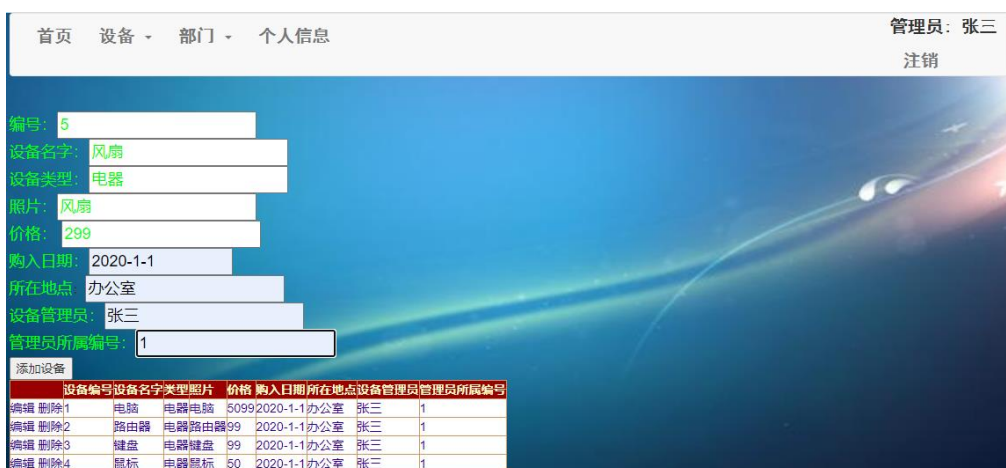 首页 设备 部门 个人信息 管理员：张三
注销
编号： 5
设备名字： 风扇
设备类型： 电器
照片： 风扇
价格： 299
购入日期： 2020-1-1
所在地点 办公室
设备管理员： 张三
管理员所属编号： 1
添加设备
设备编号 设备名字 类型 照片 价格 购入日期 所在地点 设备管理员 管理员所属编号
编辑 删除 1 电脑 电器 电脑 5099 2020-1-1 办公室 张三 1
编辑 删除 2 路由器 电器 路由器 99 2020-1-1 办公室 张三 1
编辑 删除 3 键盘 电器 键盘 99 2020-1-1 办公室 张三 1
编辑 删除 4 鼠标 电器 鼠标 50 2020-1-1 办公室 张三 1